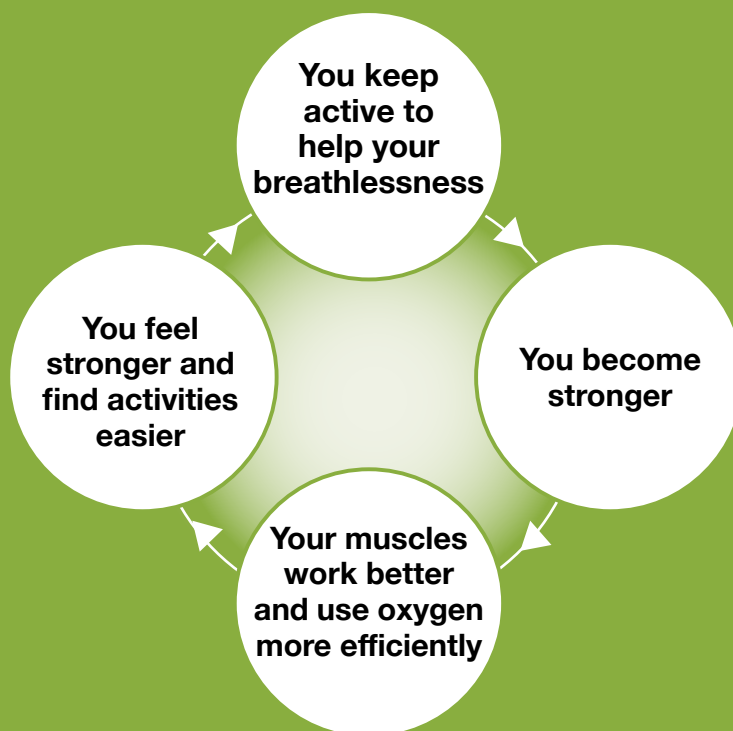 You keep
active to
help your
breathlessness
You become
stronger
Your muscles
work better
and use oxygen
more efficiently
You feel
stronger and
find activities
easier